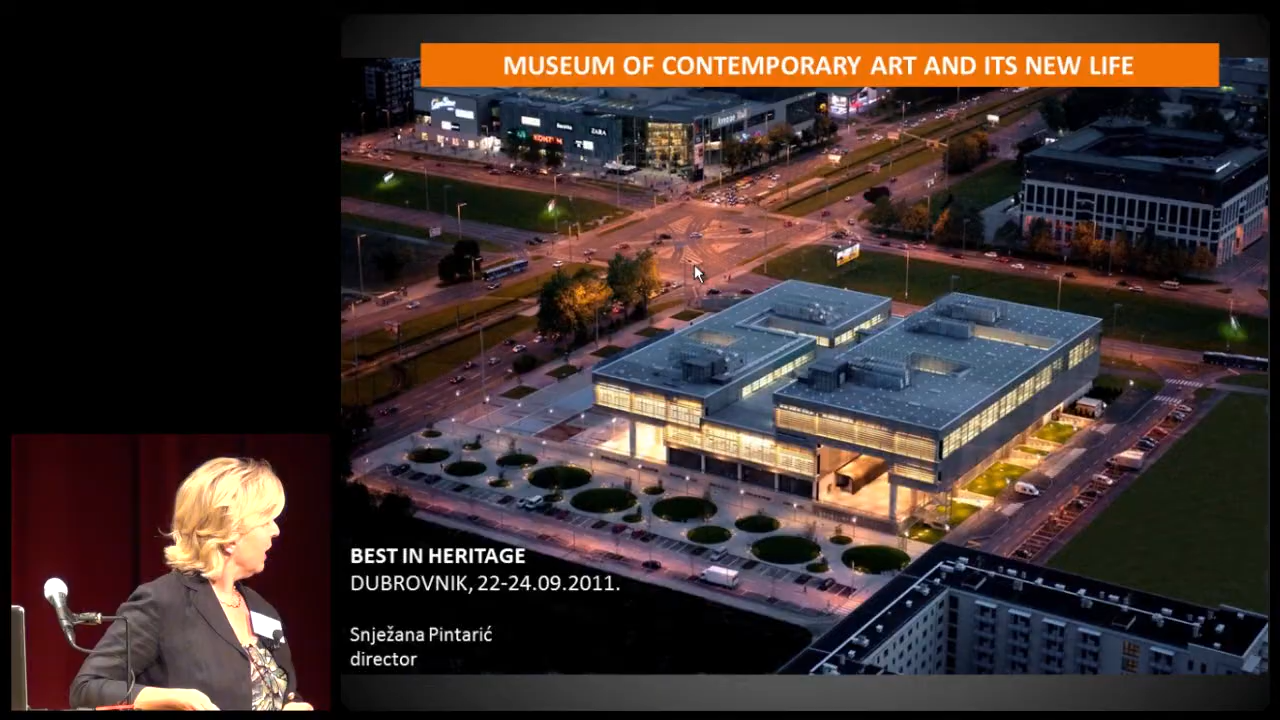 MUSEUM OF CONTEMPORARY ART AND ITS NEW LIFE
ZARA
BEST IN HERITAGE
DUBROVNIK, 22-24.09.2011.
Snježana Pintarić
director